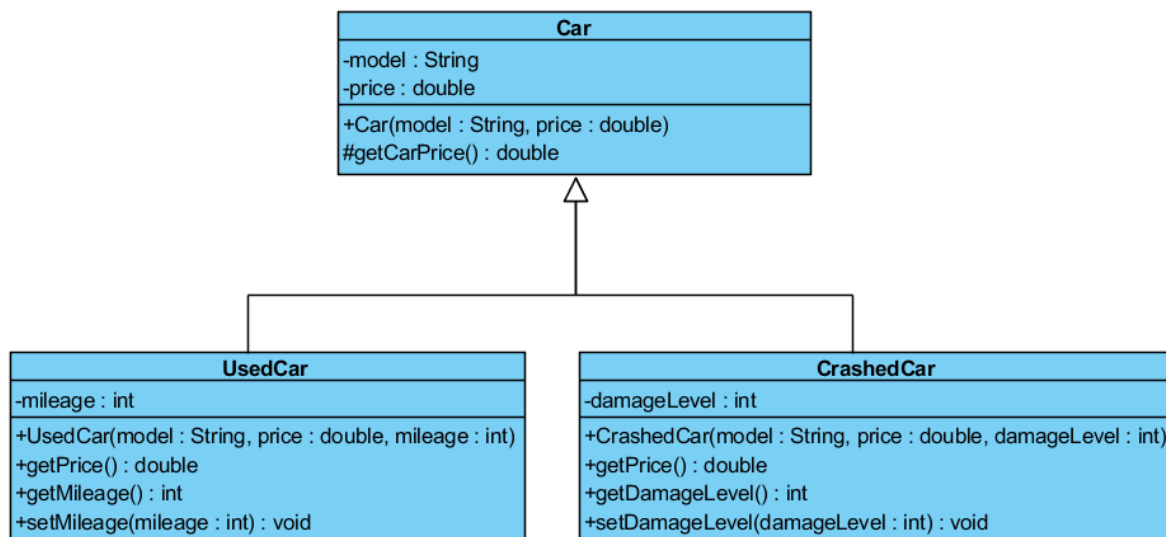 Car
-model : String
-price : double
+Car(model : String, price : double)
#getCarPrice() : double
UsedCar
-mileage : int
+UsedCar(model : String, price : double, mileage : int)
+getPrice() : double
+getMileage() : int
+setMileage(mileage : int) : void
CrashedCar
-damageLevel : int
+CrashedCar(model : String, price : double, damageLevel : int)
+getPrice() : double
+getDamageLevel() : int
+setDamageLevel(damageLevel : int) : void